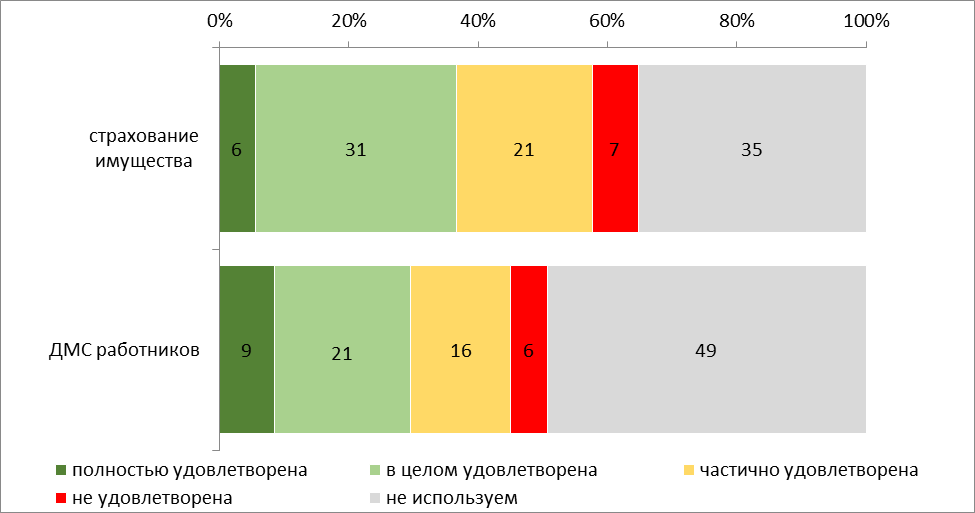 0% 20% 40% 60% 80% 100%
страхование
имущества
6 31 21 7 35
ДМС работников
9 21 16 6 49
полностью удовлетворена в целом удовлетворена частично удовлетворена
не удовлетворена не используем